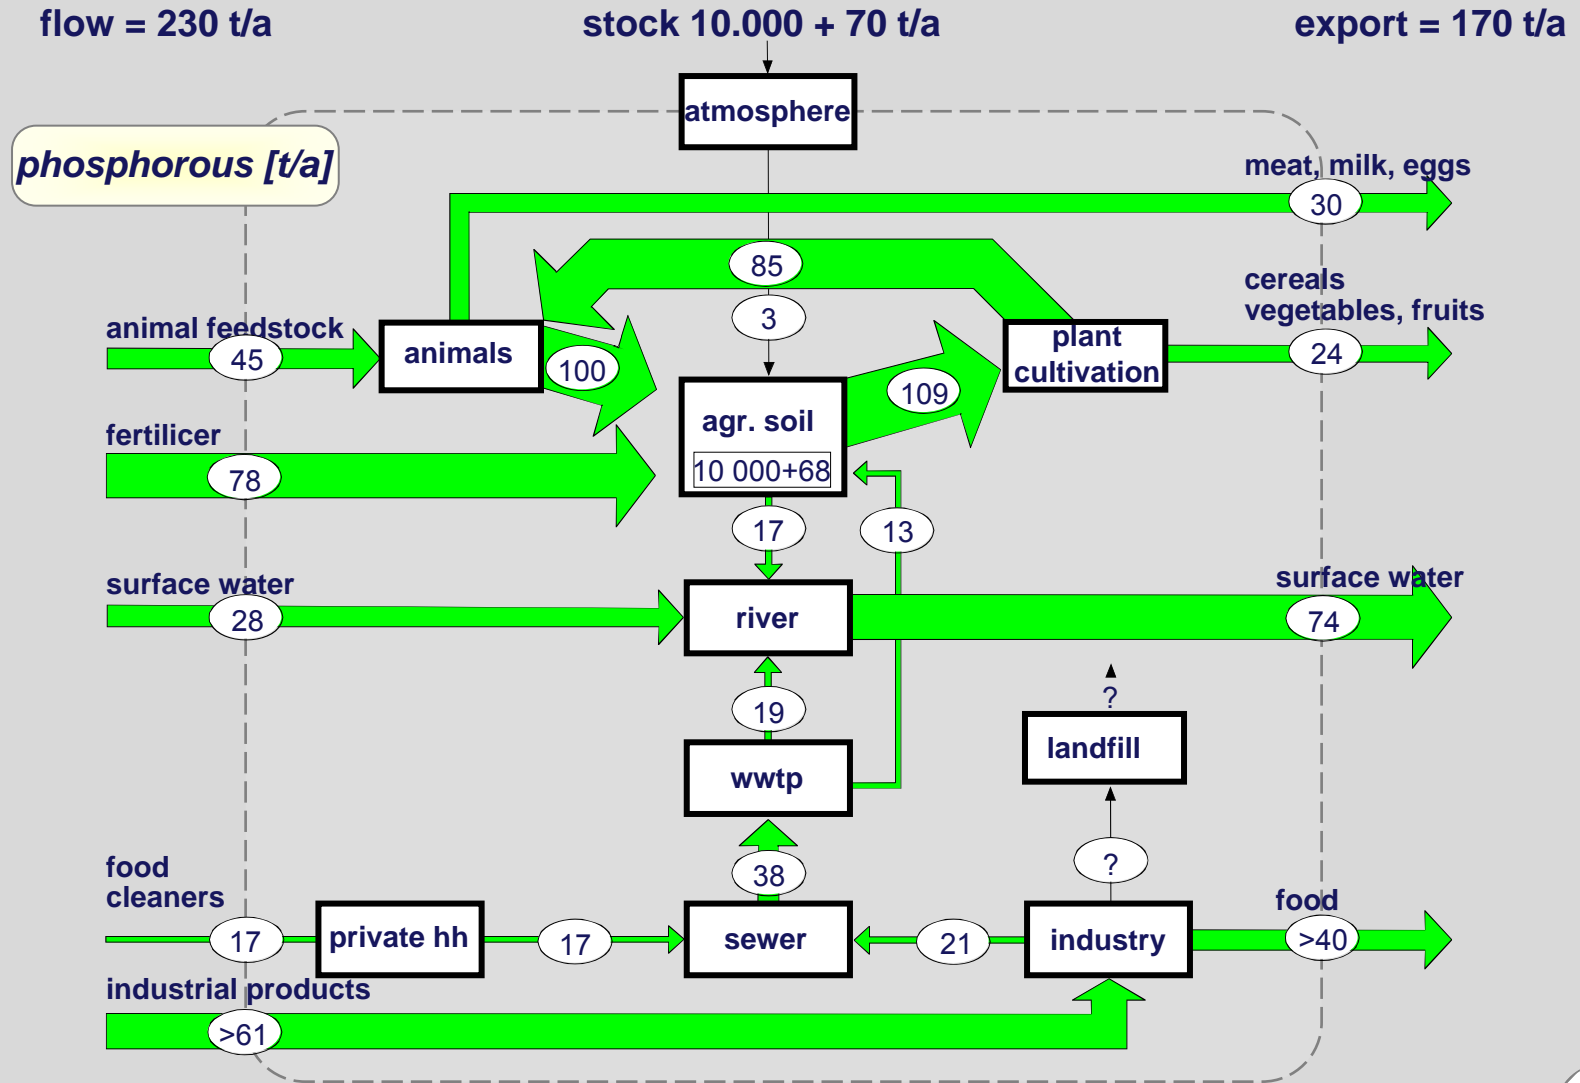 flow = 230 t/a
stock 10.000 + 70 t/a
export = 170 t/a
atmosphere
phosphorous [t/a]
meat, milk, eggs
30
85
cereals
vegetables, fruits
3
animal feedstock
45
animals
100
109
plant
cultivation
24
agr. soil
10 000+68
fertilicer
78
17
13
surface water
28
river
surface water
74
19
?
landfill
wwtp
food
cleaners
38
?
food
17
private hh
17
sewer
21
industry
>40
industrial products
>61